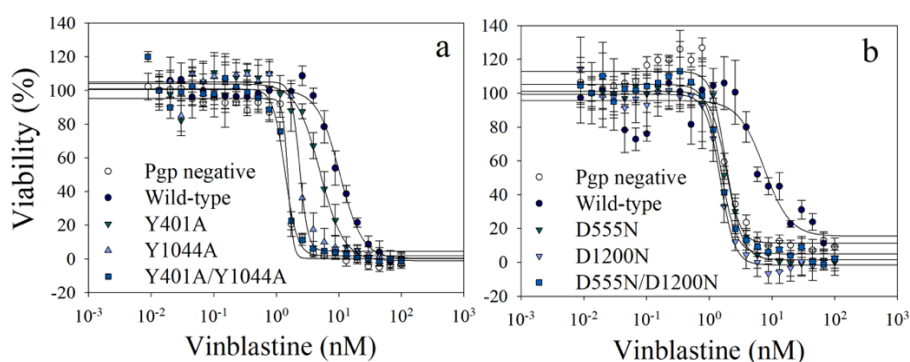 140
120
100
80
60
40
20
0
-20
Viability (%)
a
Pgp negative
Wild-type
Y401A
Y1044A
Y401A/Y1044A
10-3 10-2 10-1 100 101 102 103
Vinblastine (nM)
140
120
100
80
60
40
20
0
-20
b
Pgp negative
Wild-type
D555N
D1200N
D555N/D1200N
10-3 10-2 10-1 100 101 102 103
Vinblastine (nM)